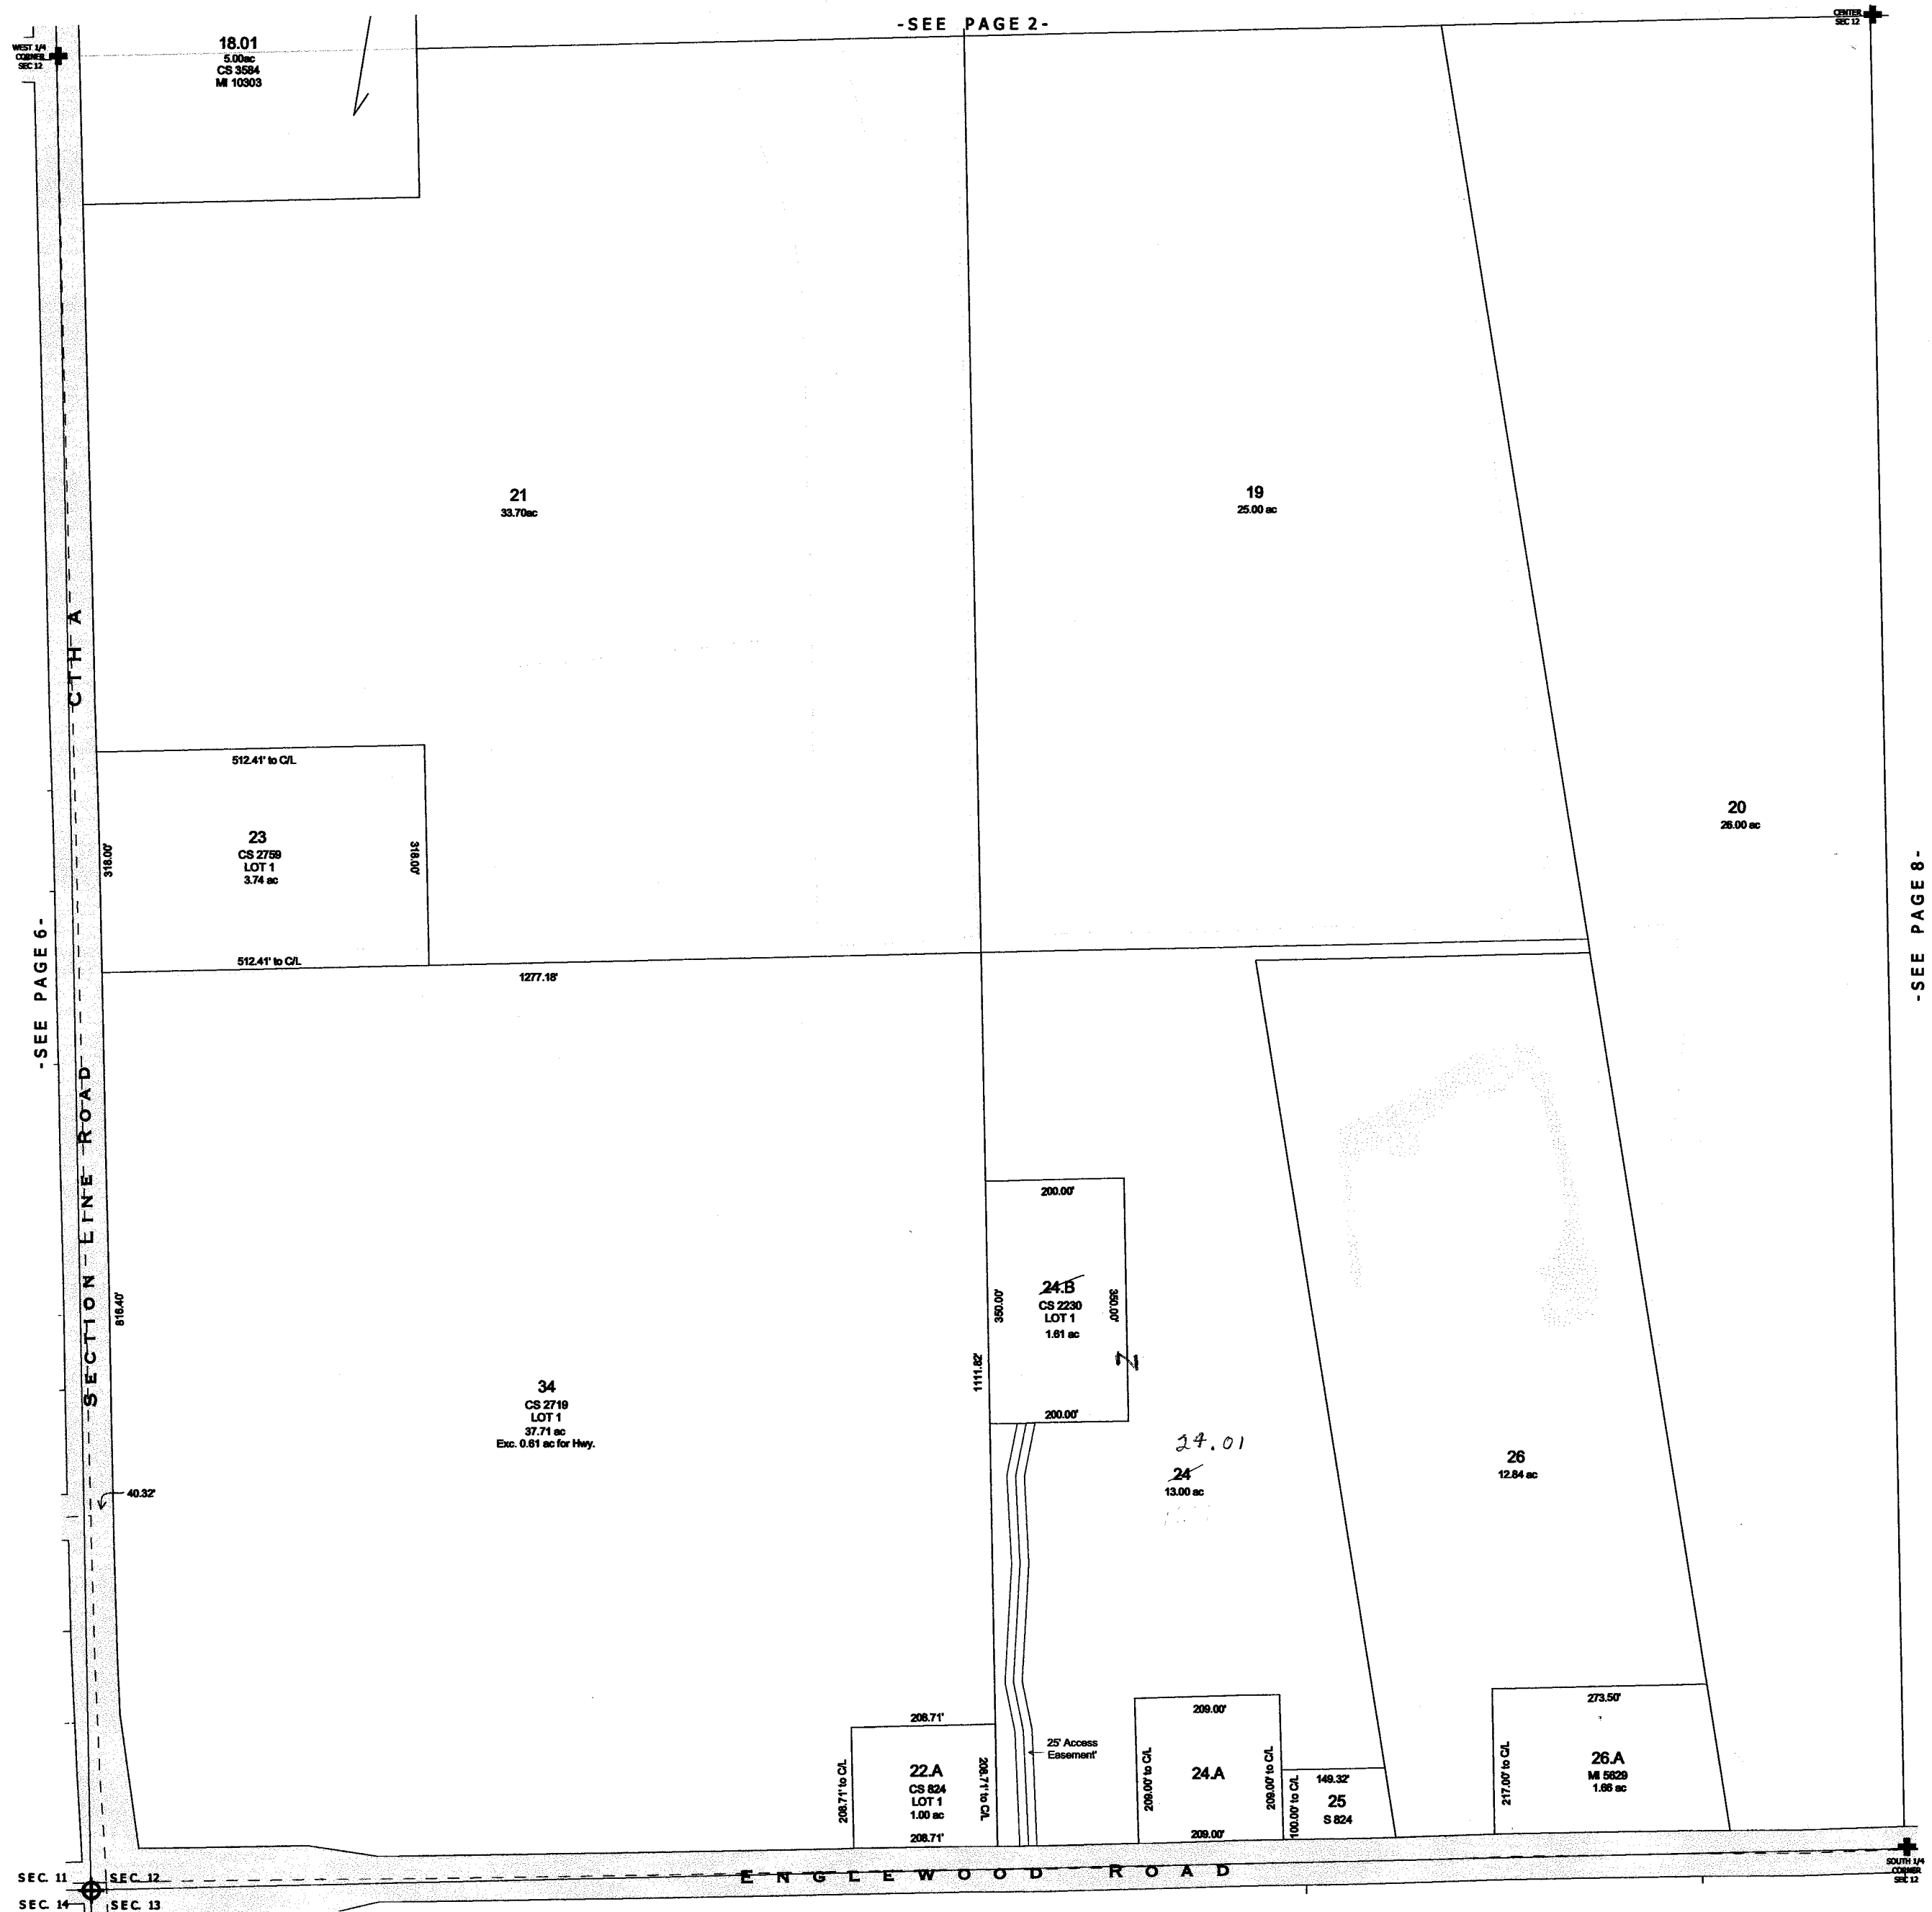 -SEE PAGE 2-
CENTER
SEC 12
WEST 1/4
CORNER
SEC 12
18.01
5.00ac
CS 3584
MI 10303
21
33.70ac
19
25.00 ac
CTH A
512.41' to C/L
23
CS 2759
LOT 1
3.74 ac
318.00'
318.00'
512.41' to C/L
1277.18'
20
26.00 ac
-SEE PAGE 6-
-SEE PAGE 8-
SECTION LINE ROAD
816.40'
200.00'
24.B
CS 2230
LOT 1
1.61 ac
350.00'
350.00'
Z
1111.82'
200.00'
34
CS 2719
LOT 1
37.71 ac
Exc. 0.61 ac for Hwy.
40.32'
24.01
24
13.00 ac
26
12.84 ac
208.71'
22.A
CS 824
LOT 1
1.00 ac
208.71'
208.71' to C/L
208.71' to C/L
25' Access
Easement'
209.00'
24.A
209.00'
209.00' to C/L
209.00' to C/L
100.00' to C/L
149.32'
25
S 824
273.50'
217.00' to C/L
26.A
MI 5629
1.66 ac
ENGLEWOOD ROAD
SEC. 11
SEC. 12
SEC. 14
SEC. 13
SOUTH 1/4
CORNER
SEC 12